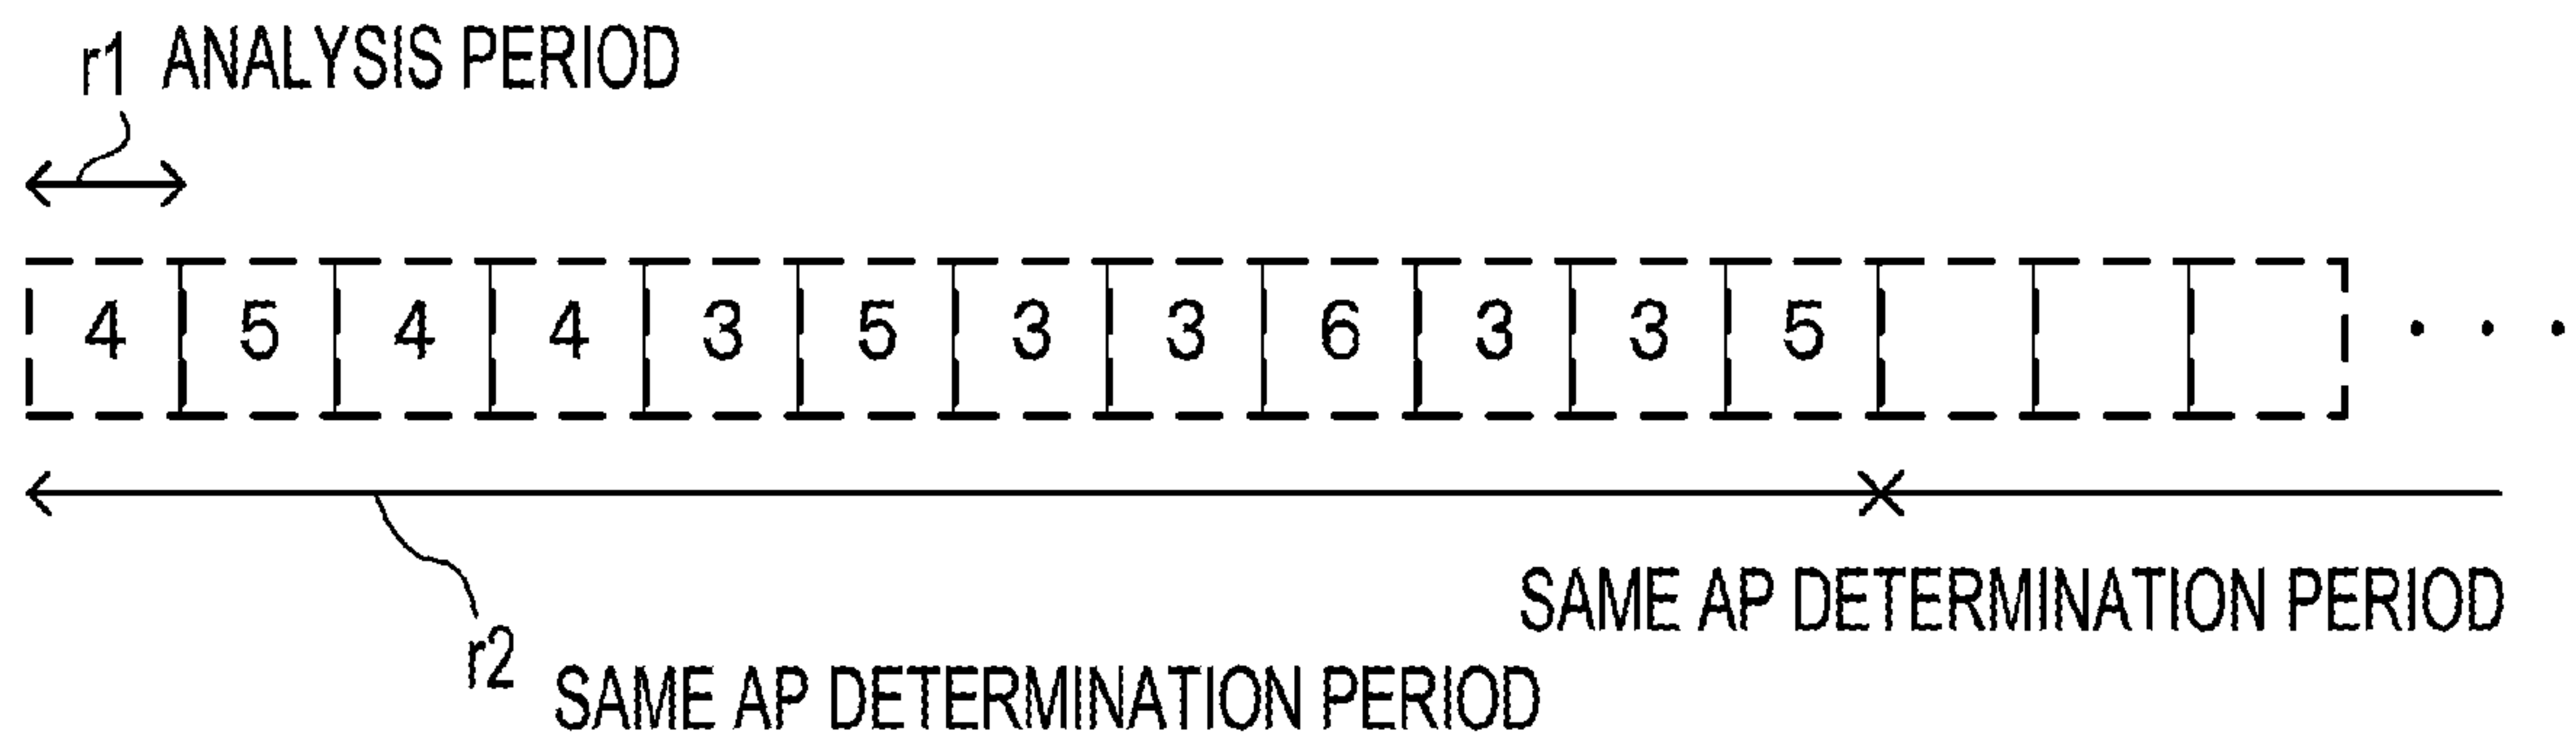 r1 ANALYSIS PERIOD
4 5 4 4 3 5 3 3 6 3 3 5 . . .
SAME AP DETERMINATION PERIOD
r2 SAME AP DETERMINATION PERIOD